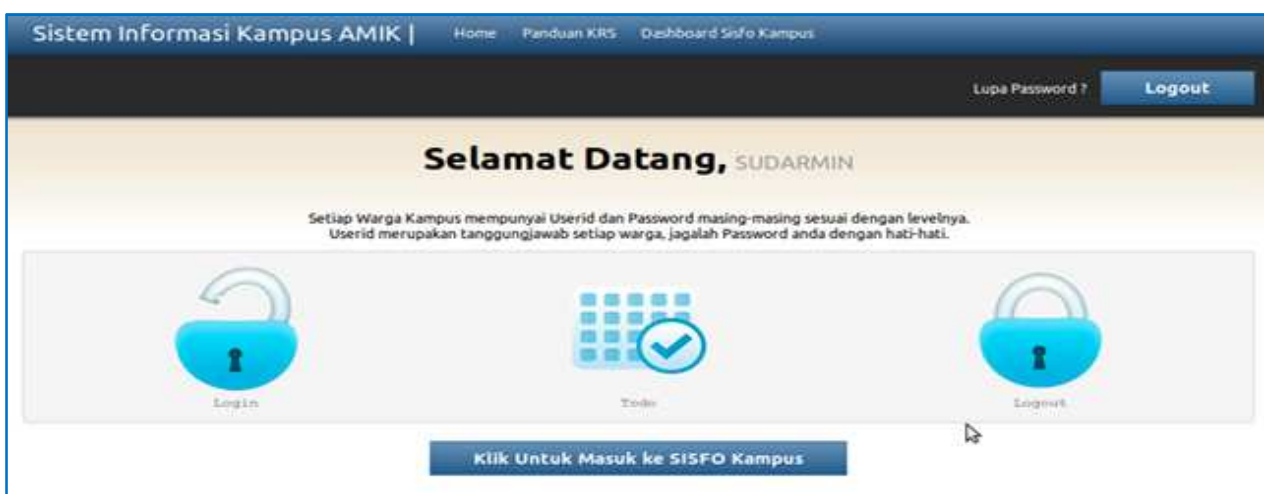 Sistem Informasi Kampus AMIK | Home Panduan KRS Dashboard Sisfo Kampus
Lupa Password ? Logout
Selamat Datang, SUDARMIN
Setiap Warga Kampus mempunyai Userid dan Password masing-masing sesuai dengan levelnya.
Userid merupakan tanggungjawab setiap warga, jagalah Password anda dengan hati-hati.
Login Todo Logout
Klik Untuk Masuk ke SISFO Kampus